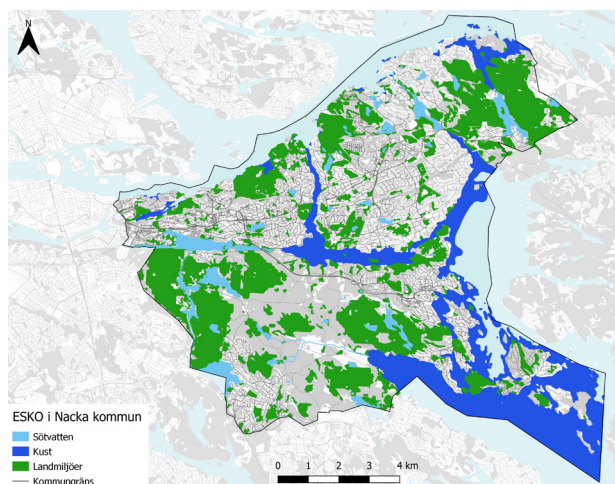 N
ESKO i Nacka kommun
Sötvatten
Kust
Landmiljöer
Kommungräns
0 1 2 3 4 km